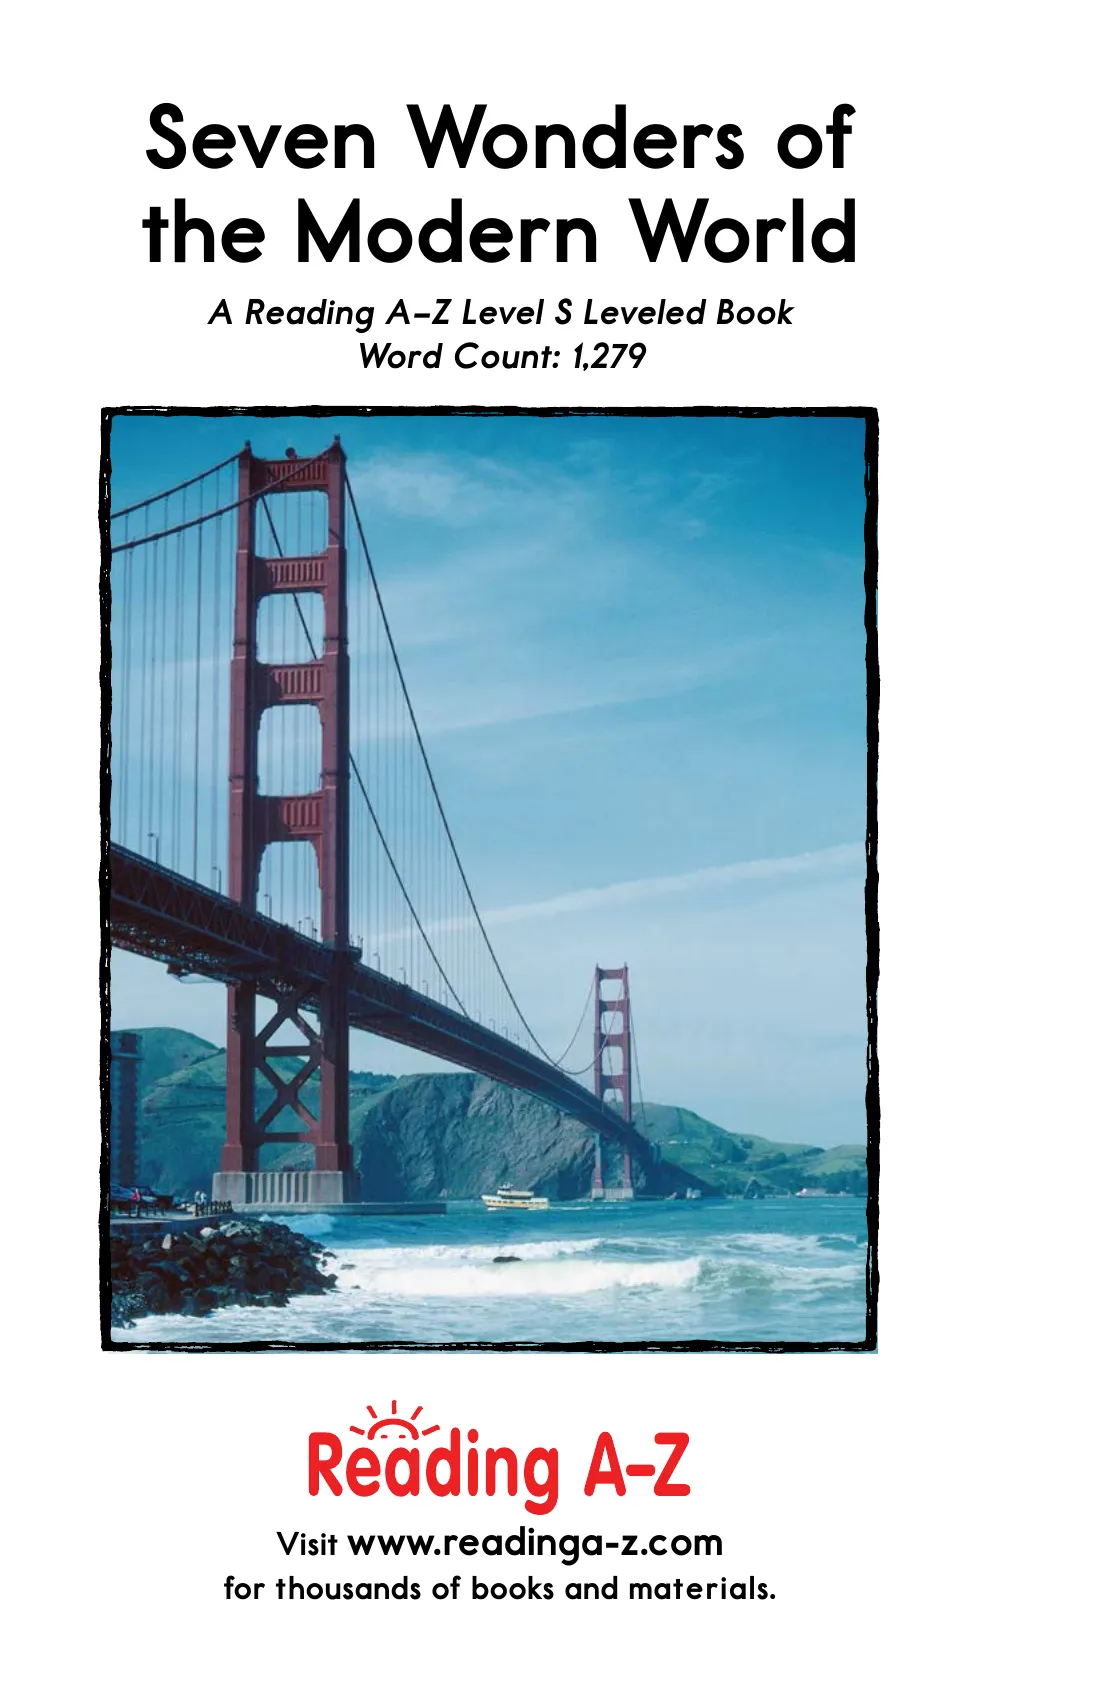 Seven Wonders of
the Modern World
A Reading A–Z Level S Leveled Book
Word Count: 1,279
Reading A–Z
Visit www.readinga-z.com
for thousands of books and materials.